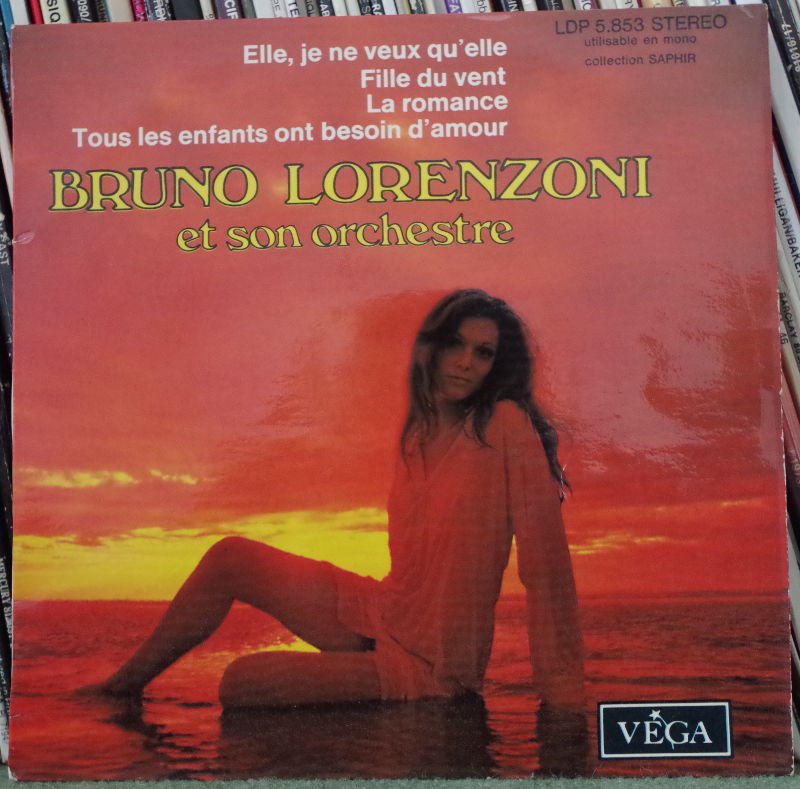 LDP 5.853 STEREO
utilisable en mono
collection SAPHIR
Elle, je ne veux qu'elle
Fille du vent
La romance
Tous les enfants ont besoin d'amour
BRUNO LORENZONI
et son orchestre
VEGA